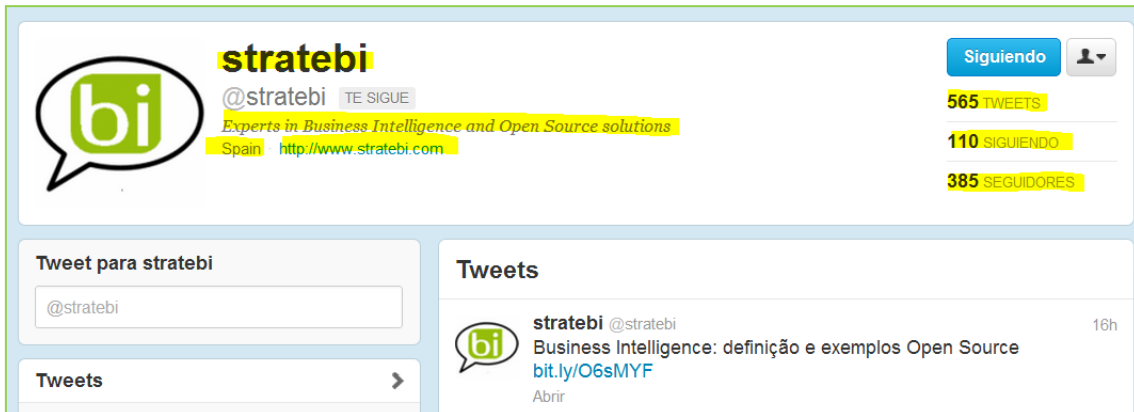 bi
stratebi
@stratebi TE SIGUE
Experts in Business Intelligence and Open Source solutions
Spain · http://www.stratebi.com
Siguiendo
565 TWEETS
110 SIGUIENDO
385 SEGUIDORES
Tweet para stratebi
@stratebi
Tweets
Tweets
bi
stratebi @stratebi 16h
Business Intelligence: definição e exemplos Open Source
bit.ly/O6sMYF
Abrir